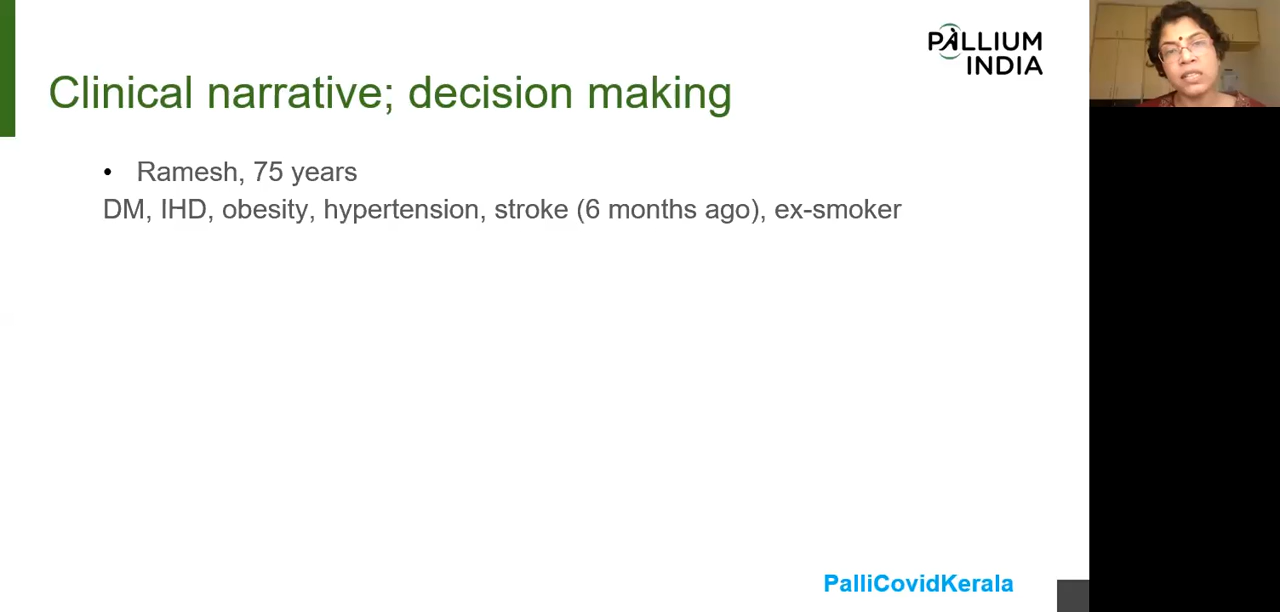 PALLIUM
INDIA
Clinical narrative; decision making
• Ramesh, 75 years
DM, IHD, obesity, hypertension, stroke (6 months ago), ex-smoker
PalliCovidKerala